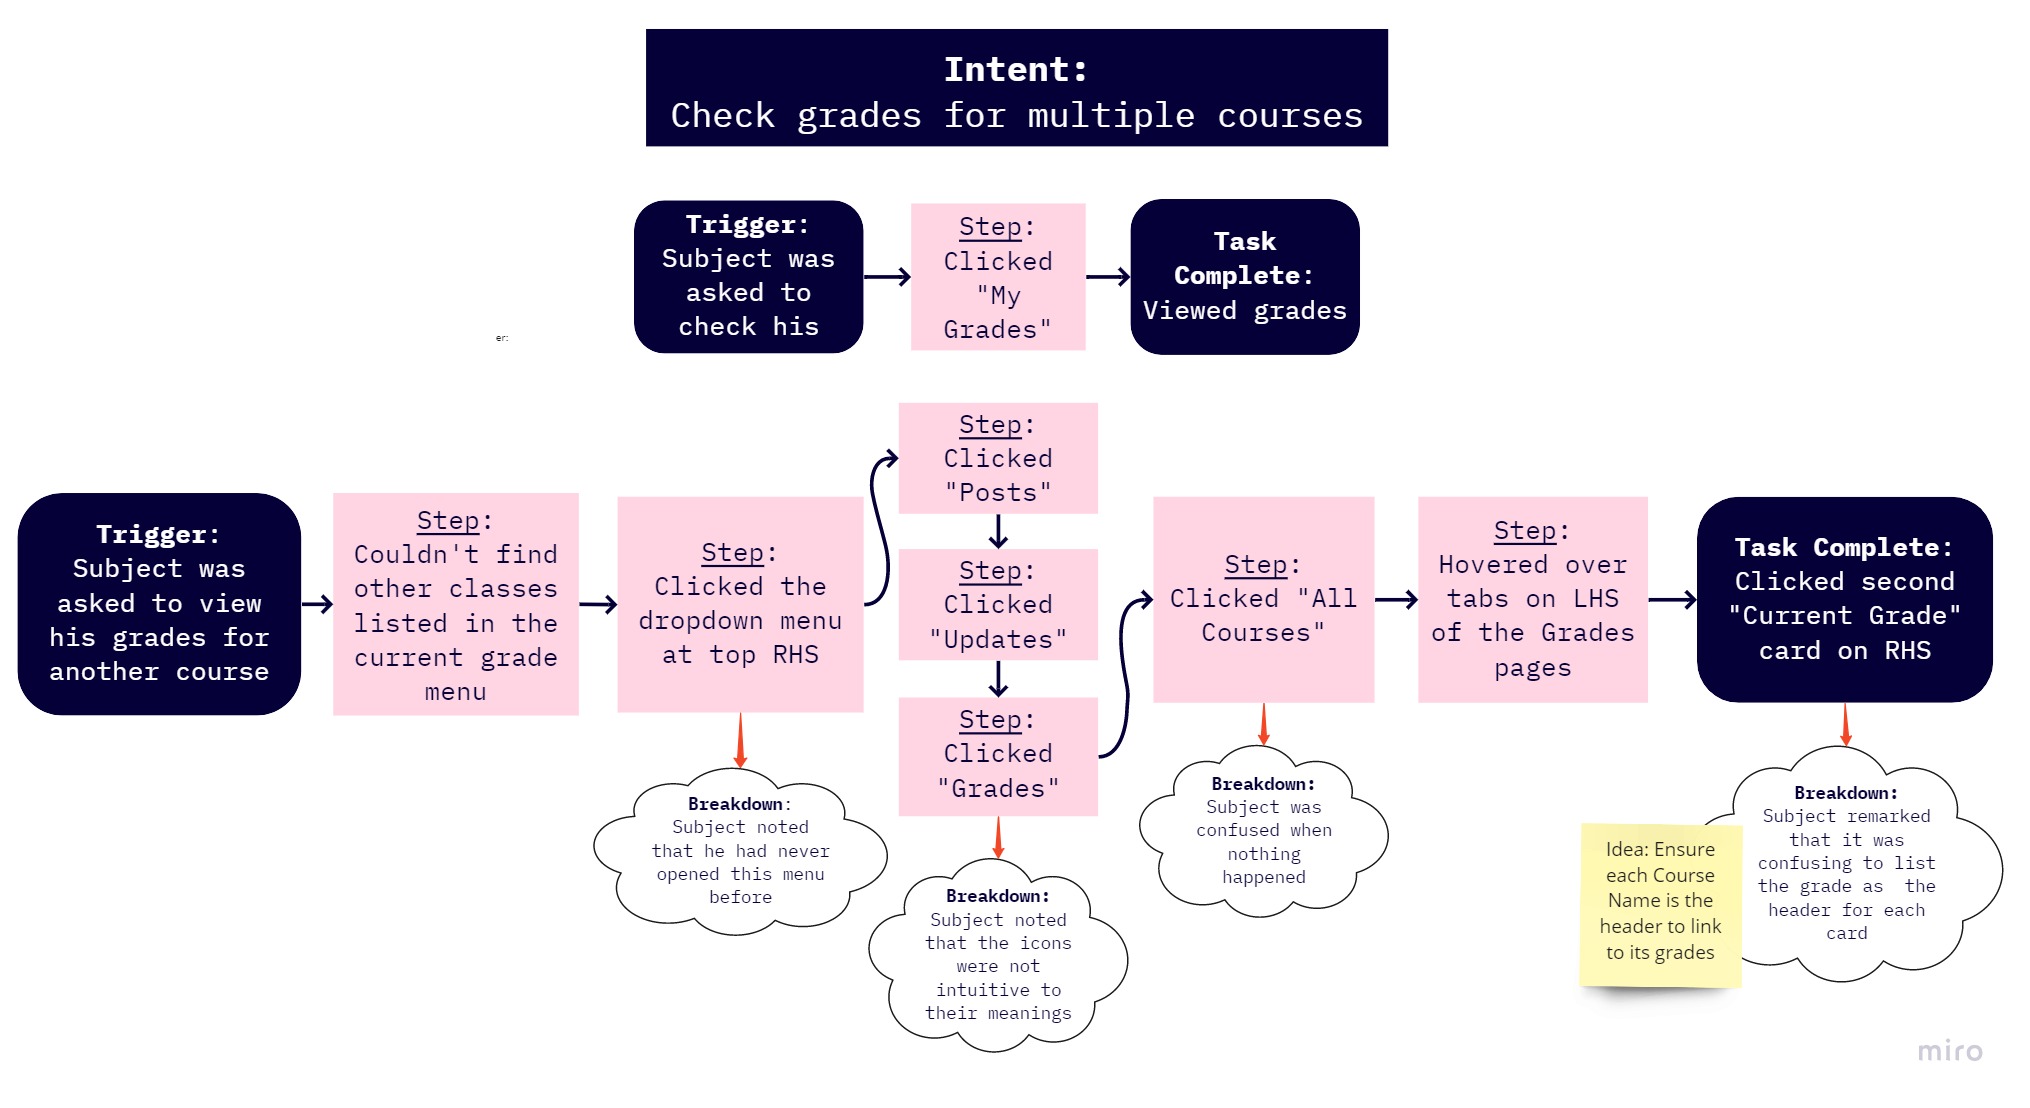 Intent:
Check grades for multiple courses
Trigger:
Subject was
asked to
check his
Step:
Clicked
"My
Grades"
Task
Complete:
Viewed grades
er:
Trigger:
Subject was
asked to view
his grades for
another course
Step:
Couldn't find
other classes
listed in the
current grade
menu
Step:
Clicked the
dropdown menu
at top RHS
Step:
Clicked
"Posts"
Step:
Clicked
"Updates"
Step:
Clicked
"Grades"
Step:
Clicked "All
Courses"
Step:
Hovered over
tabs on LHS
of the Grades
pages
Task Complete:
Clicked second
"Current Grade"
card on RHS
Breakdown:
Subject noted
that he had never
opened this menu
before
Breakdown:
Subject noted
that the icons
were not
intuitive to
their meanings
Breakdown:
Subject was
confused when
nothing
happened
Idea: Ensure
each Course
Name is the
header to link
to its grades
Breakdown:
Subject remarked
that it was
confusing to list
the grade as  the
header for each
card
miro